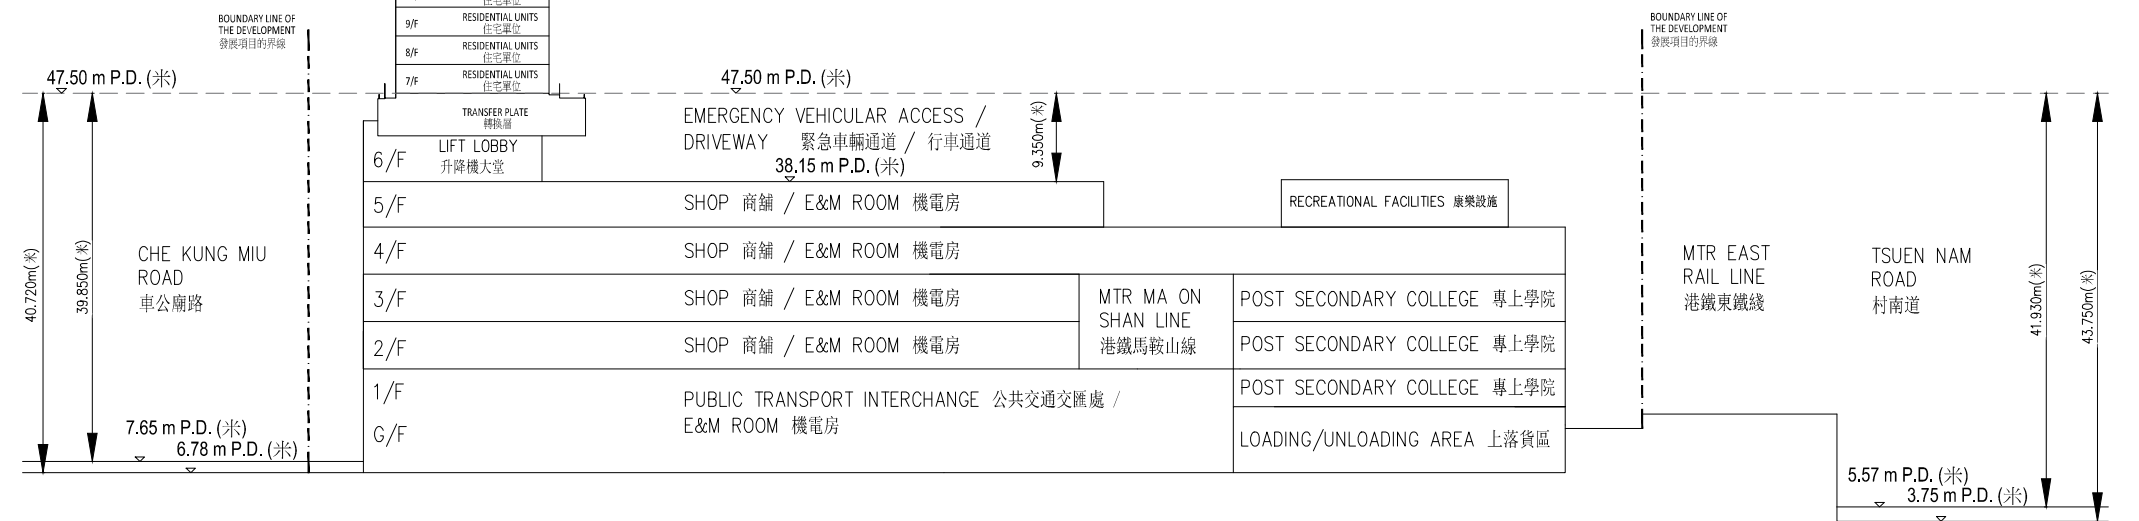 住宅單位
9/F
RESIDENTIAL UNITS
住宅單位
8/F
RESIDENTIAL UNITS
住宅單位
7/F
RESIDENTIAL UNITS
住宅單位
BOUNDARY LINE OF
THE DEVELOPMENT
發展項目的界線
BOUNDARY LINE OF
THE DEVELOPMENT
發展項目的界線
47.50 m P.D. (米)
47.50 m P.D. (米)
TRANSFER PLATE
轉換層
EMERGENCY VEHICULAR ACCESS /
DRIVEWAY 緊急車輛通道 / 行車通道
9.350m(米)
38.15 m P.D. (米)
6/F
LIFT LOBBY
升降機大堂
5/F
SHOP 商舖 / E&M ROOM 機電房
RECREATIONAL FACILITIES 康樂設施
4/F
SHOP 商舖 / E&M ROOM 機電房
3/F
SHOP 商舖 / E&M ROOM 機電房
2/F
SHOP 商舖 / E&M ROOM 機電房
MTR MA ON
SHAN LINE
港鐵馬鞍山線
POST SECONDARY COLLEGE 專上學院
POST SECONDARY COLLEGE 專上學院
POST SECONDARY COLLEGE 專上學院
1/F
G/F
PUBLIC TRANSPORT INTERCHANGE 公共交通交匯處 /
E&M ROOM 機電房
LOADING/UNLOADING AREA 上落貨區
40.720m(米)
39.850m(米)
CHE KUNG MIU
ROAD
車公廟路
7.65 m P.D. (米)
6.78 m P.D. (米)
MTR EAST
RAIL LINE
港鐵東鐵綫
TSUEN NAM
ROAD
村南道
41.930m(米)
43.750m(米)
5.57 m P.D. (米)
3.75 m P.D. (米)